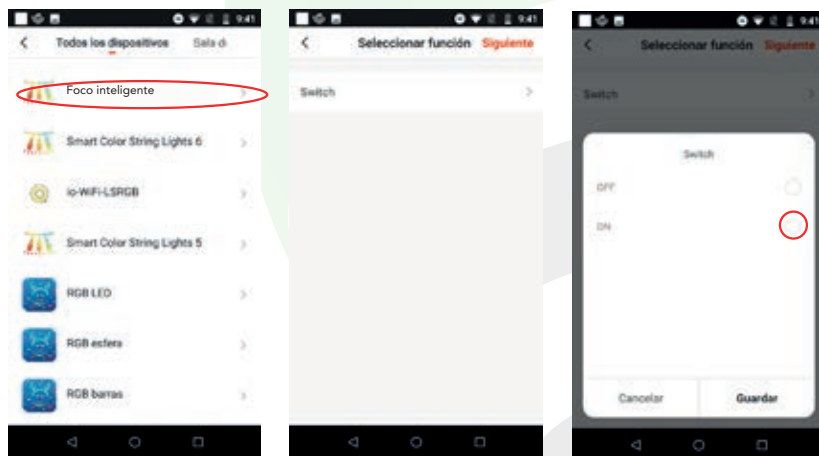 9:41
Todos los dispositivos Sala d
Foco inteligente
Smart Color String Lights 6
io-WiFi-LSRGB
Smart Color String Lights 5
RGB LED
RGB esfera
RGB barras
9:41
Seleccionar función Siguiente
Switch
9:41
Seleccionar función Siguiente
Switch
Switch
OFF
ON
Cancelar Guardar